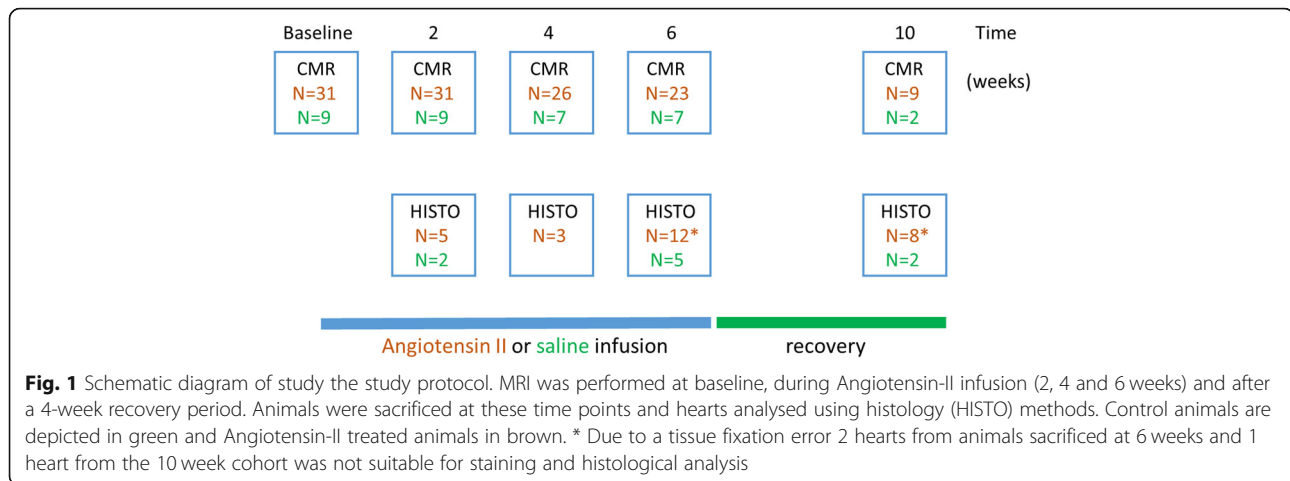 Baseline 2 4 6 10 Time
CMR CMR CMR CMR CMR (weeks)
N=31 N=31 N=26 N=23 N=9
N=9 N=9 N=7 N=7 N=2
HISTO HISTO HISTO HISTO
N=5 N=3 N=12* N=8*
N=2 N=5 N=2
Angiotensin II or saline infusion recovery
Fig. 1 Schematic diagram of study the study protocol. MRI was performed at baseline, during Angiotensin-II infusion (2, 4 and 6 weeks) and after
a 4-week recovery period. Animals were sacrificed at these time points and hearts analysed using histology (HISTO) methods. Control animals are
depicted in green and Angiotensin-II treated animals in brown. * Due to a tissue fixation error 2 hearts from animals sacrificed at 6 weeks and 1
heart from the 10 week cohort was not suitable for staining and histological analysis